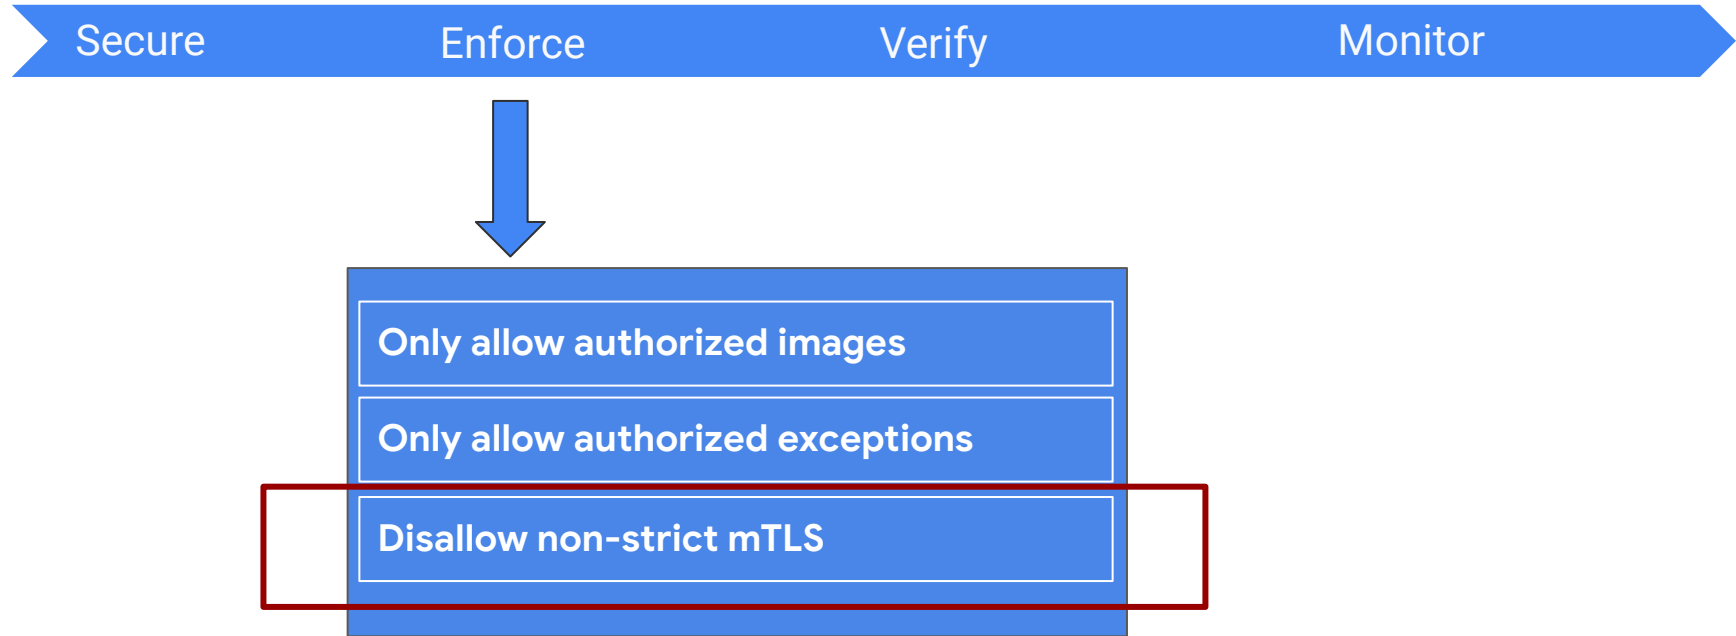 Secure Enforce Verify Monitor
Only allow authorized images
Only allow authorized exceptions
Disallow non-strict mTLS